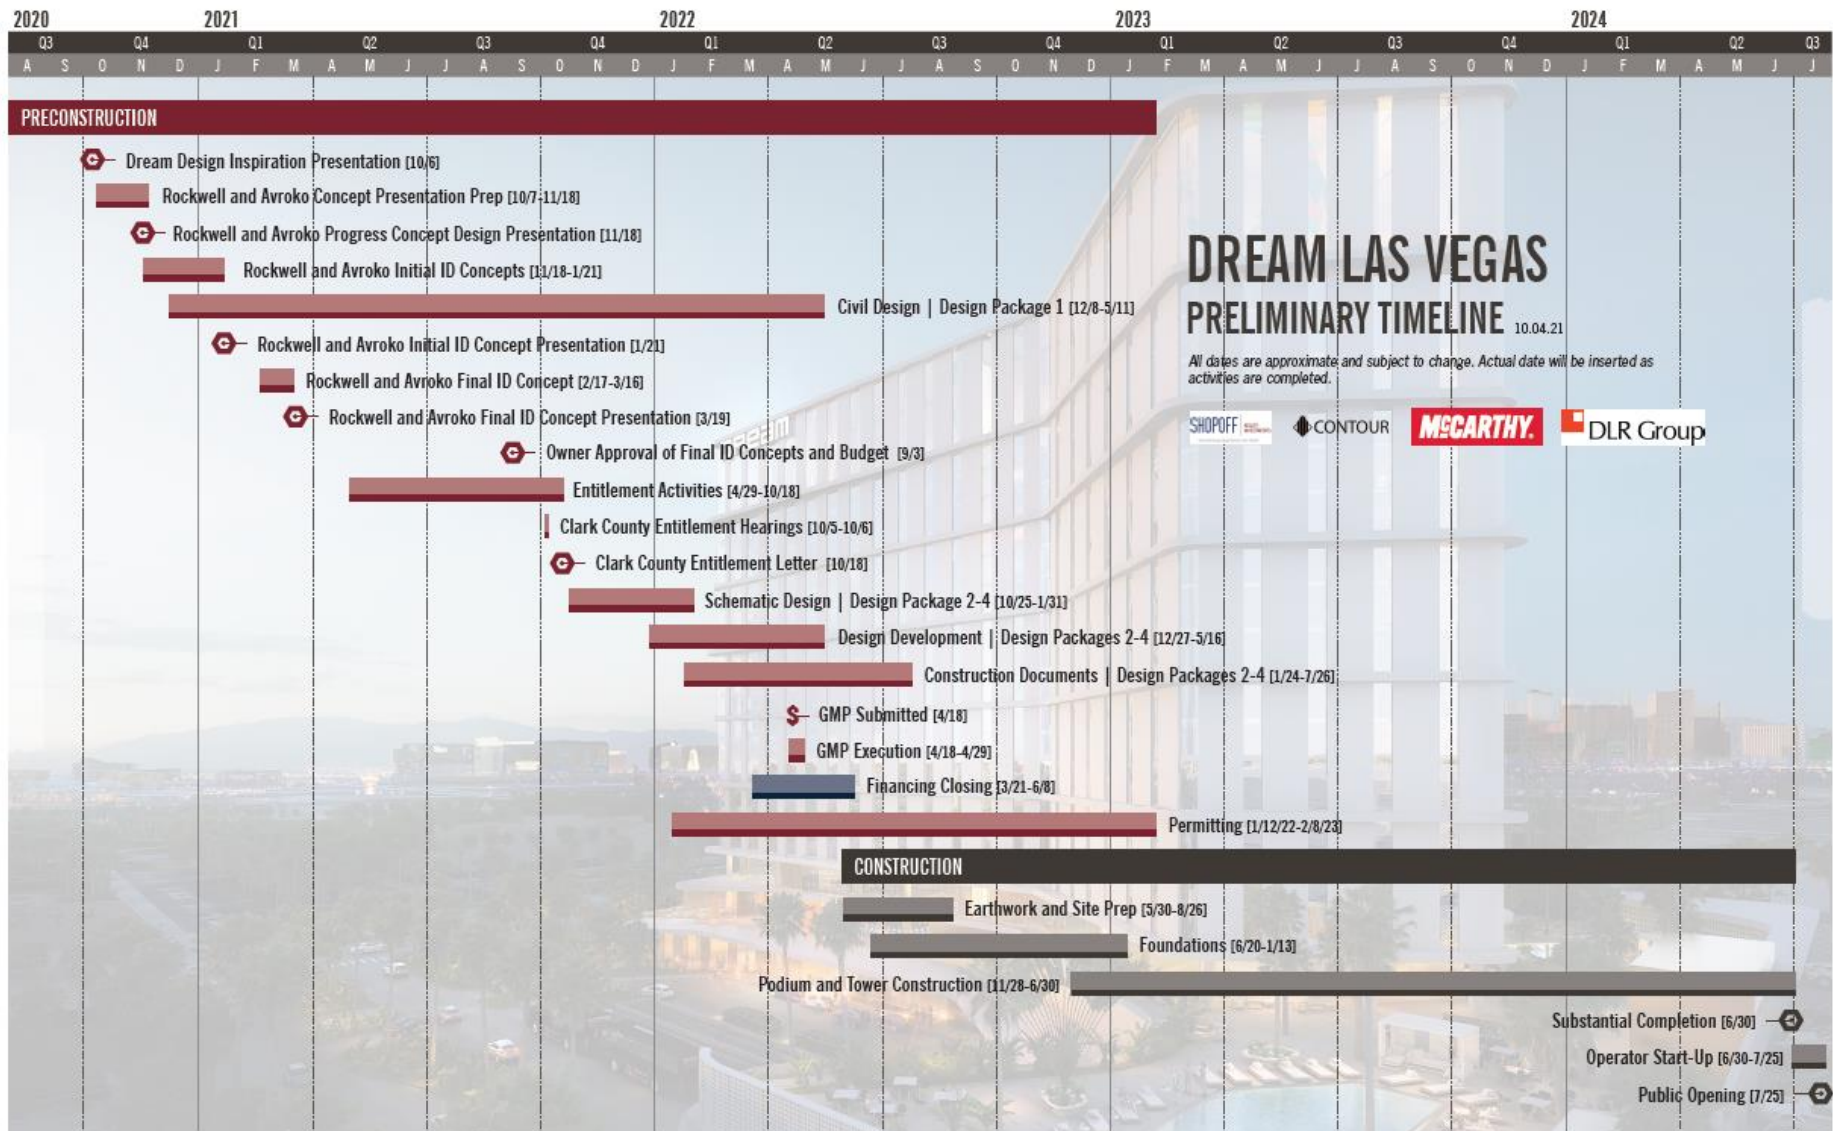 2020 2021 2022 2023 2024
Q3 Q4 Q1 Q2 Q3 Q4 Q1 Q2 Q3 Q4 Q1 Q2 Q3 Q4 Q1 Q2 Q3
A S O N D J F M A M J J A S O N D J F M A M J J A S O N D J F M A M J J A S O N D J F M A M J J
PRECONSTRUCTION
Dream Design Inspiration Presentation [10/6]
Rockwell and Avroko Concept Presentation Prep [10/7-11/18]
Rockwell and Avroko Progress Concept Design Presentation [11/18]
Rockwell and Avroko Initial ID Concepts [11/18-1/21]
Civil Design | Design Package 1 [12/8-5/11]
Rockwell and Avroko Initial ID Concept Presentation [1/21]
Rockwell and Avroko Final ID Concept [2/17-3/16]
Rockwell and Avroko Final ID Concept Presentation [3/19]
Owner Approval of Final ID Concepts and Budget [9/3]
Entitlement Activities [4/29-10/18]
Clark County Entitlement Hearings [10/5-10/6]
Clark County Entitlement Letter [10/18]
Schematic Design | Design Package 2-4 [10/25-1/31]
Design Development | Design Packages 2-4 [12/27-5/16]
Construction Documents | Design Packages 2-4 [1/24-7/26]
$ GMP Submitted [4/18]
GMP Execution [4/18-4/29]
Financing Closing [3/21-6/8]
Permitting [1/12/22-2/8/23]
CONSTRUCTION
Earthwork and Site Prep [5/30-8/26]
Foundations [6/20-1/13]
Podium and Tower Construction [11/28-6/30]
Substantial Completion [6/30]
Operator Start-Up [6/30-7/25]
Public Opening [7/25]
DREAM LAS VEGAS
PRELIMINARY TIMELINE 10.04.21
All dates are approximate and subject to change. Actual date will be inserted as
activities are completed.
SHOPOFF CONTOUR McCARTHY. DLR Group
Dream